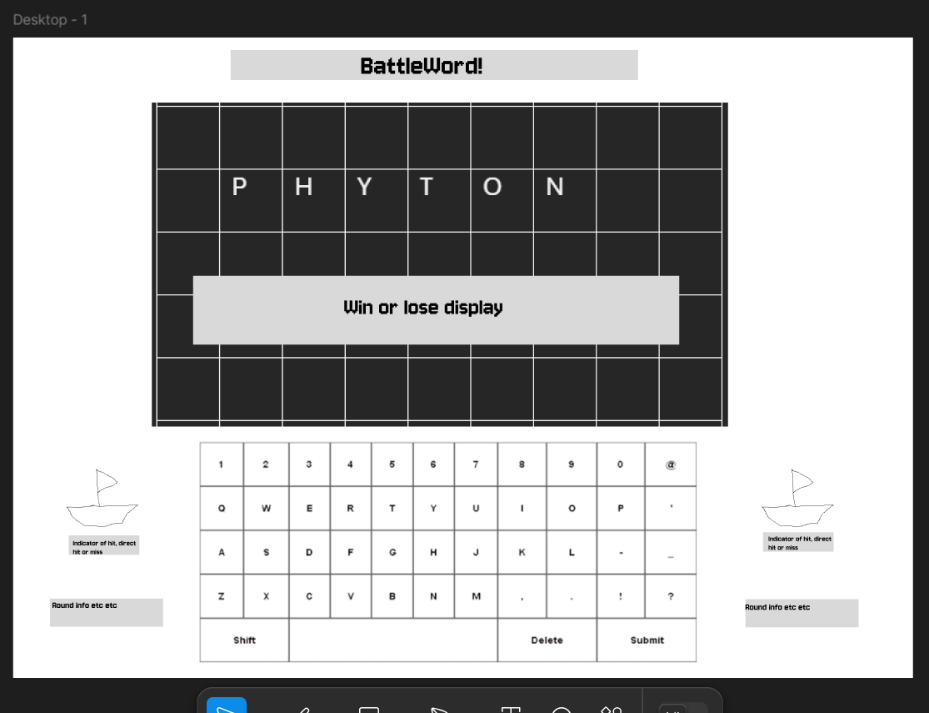 Desktop - 1
BattleWord!
P H Y T O N
Win or lose display
1 2 3 4 5 6 7 8 9 0 @
Q W E R T Y U I O P '
A S D F G H J K L - _
Z X C V B N M , . ! ?
Shift Delete Submit
Indicator of hit, direct
hit or miss
Indicator of hit, direct
hit or miss
Round info etc etc
Round info etc etc